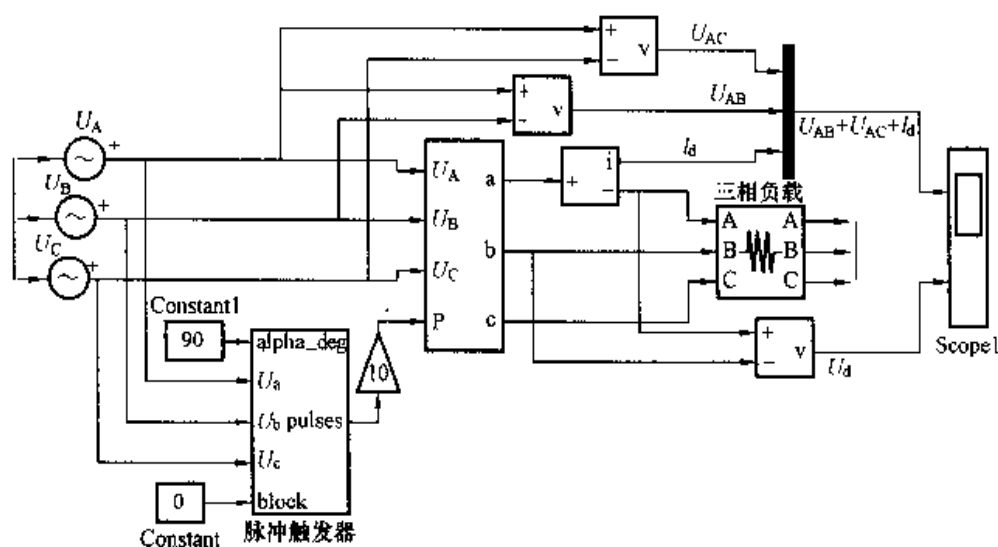 +
v
−
U_AC
+
v
−
U_AB
U_A
+
U_B
+
U_C
+
U_AB+U_AC+I_d
U_A a
U_B b
U_C
P c
+ i
−
I_d
三相负载
A A
B B
C C
+
v
−
U_d
Scope1
Constant1
90
alpha_deg
U_a
U_b pulses
U_c
block
10
0
Constant
脉冲触发器